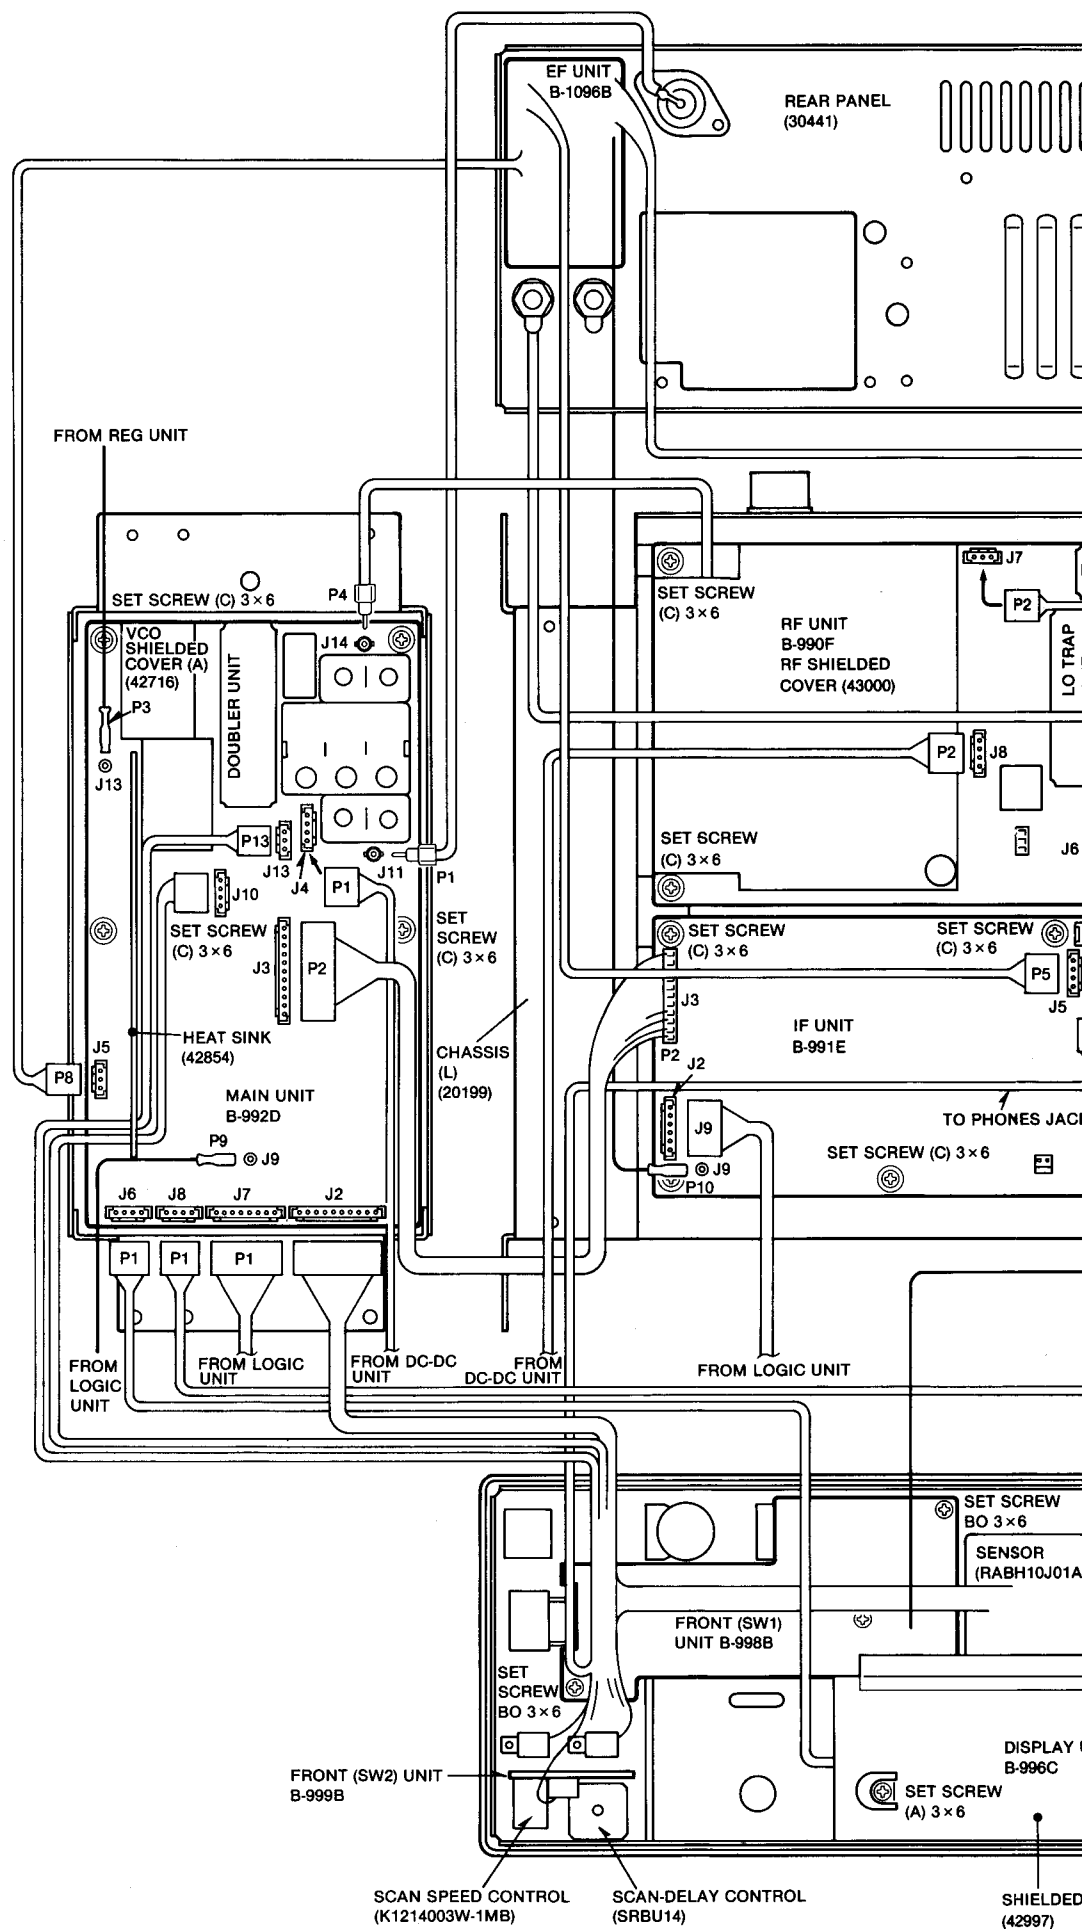 EF UNIT
B-1096B
REAR PANEL
(30441)
FROM REG UNIT
SET SCREW (C) 3×6
P4
J14
VCO
SHIELDED
COVER (A)
(42716)
P3
J13
DOUBLER UNIT
P13
J13
J4
J11
P1
P1
J10
SET SCREW
(C) 3×6
J3
P2
SET
SCREW
(C) 3×6
HEAT SINK
(42854)
J5
P8
MAIN UNIT
B-992D
P9
J9
J6
J8
J7
J2
P1
P1
P1
FROM
LOGIC
UNIT
FROM LOGIC
UNIT
FROM DC-DC
UNIT
FROM
DC-DC UNIT
FROM LOGIC UNIT
CHASSIS
(L)
(20199)
SET SCREW
(C) 3×6
RF UNIT
B-990F
RF SHIELDED
COVER (43000)
J7
P2
LO TRAP
P2
J8
J6
SET SCREW
(C) 3×6
SET SCREW
(C) 3×6
SET SCREW
(C) 3×6
J3
P2
P5
J5
IF UNIT
B-991E
J2
J9
TO PHONES JACK
SET SCREW (C) 3×6
J9
P10
SET SCREW
BO 3×6
SENSOR
(RABH10J01A
FRONT (SW1)
UNIT B-998B
SET
SCREW
BO 3×6
FRONT (SW2) UNIT
B-999B
DISPLAY
B-996C
SET SCREW
(A) 3×6
SCAN SPEED CONTROL
(K1214003W-1MB)
SCAN-DELAY CONTROL
(SRBU14)
SHIELDED
(42997)